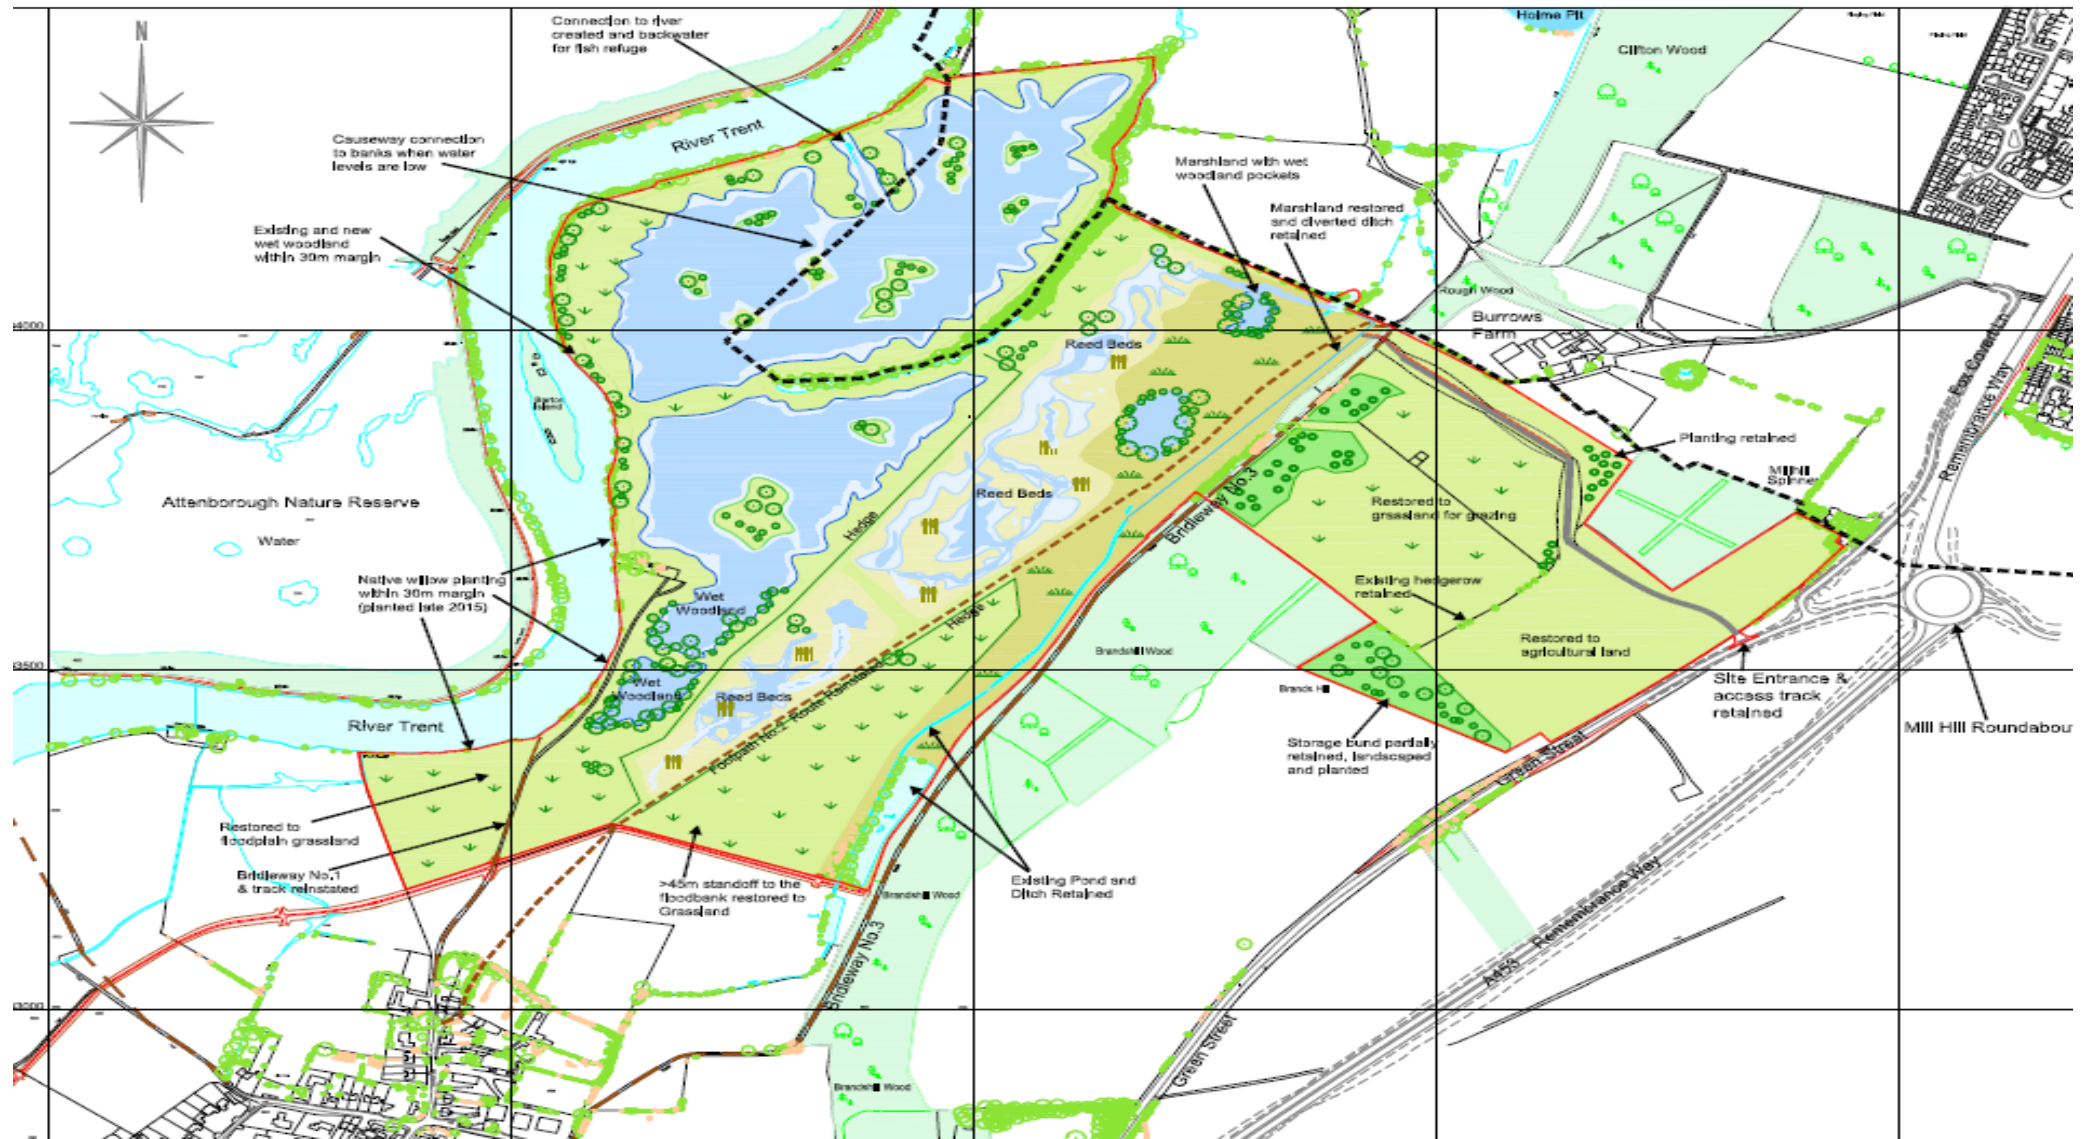 N
Connection to river
created and backwater
for fish refuge
Holme Pit
Clifton Wood
River Trent
Causeway connection
to banks when water
levels are low
Marshland with wet
woodland pockets
Marshland restored
and diverted ditch
retained
Existing and new
wet woodland
within 30m margin
Rough Wood
Burrows
Farm
Reed Beds
Barton
Island
Fox Covert
Remembrance Way
Planting retained
Millhill
Spinney
Attenborough Nature Reserve
Water
Reed Beds
Hedge
Bridleway No.3
Restored to
grassland for grazing
Native willow planting
within 30m margin
(planted late 2015)
Wet
Woodland
Hedge
Existing hedgerow
retained
Restored to
agricultural land
Brandshill Wood
Wet
Woodland
Reed Beds
Footpath No.2 Route Reinstated
Brands Hill
Site Entrance &
access track
retained
River Trent
Mill Hill Roundabout
Storage bund partially
retained, landscaped
and planted
Green Street
Restored to
floodplain grassland
Bridleway No.1
& track reinstated
>45m standoff to the
floodbank restored to
Grassland
Existing Pond and
Ditch Retained
Brandshill Wood
Bridleway No.3
Remembrance Way
A453
Green Street
Brandshill Wood